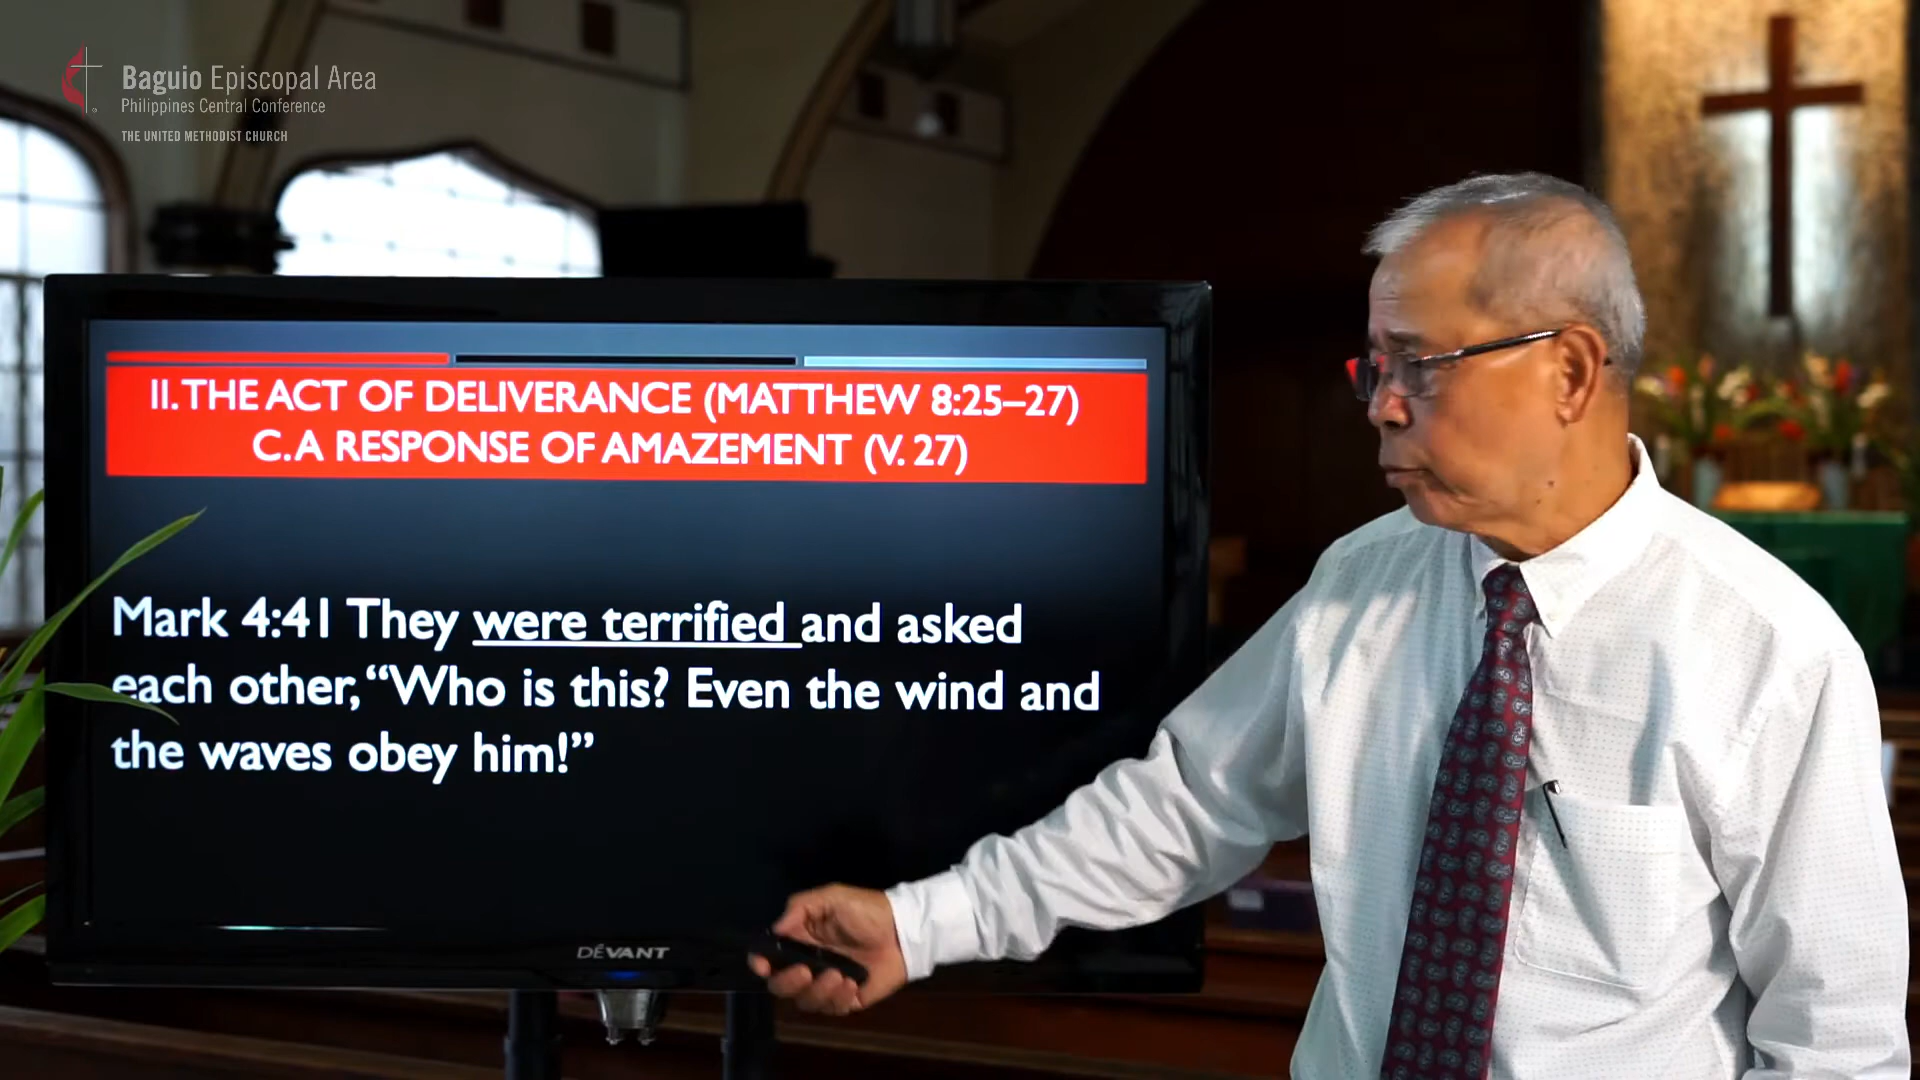 Baguio Episcopal Area
Philippines Central Conference
THE UNITED METHODIST CHURCH
II. THE ACT OF DELIVERANCE (MATTHEW 8:25–27)
C. A RESPONSE OF AMAZEMENT (V. 27)
Mark 4:41 They were terrified and asked
each other, “Who is this? Even the wind and
the waves obey him!”
DEVANT